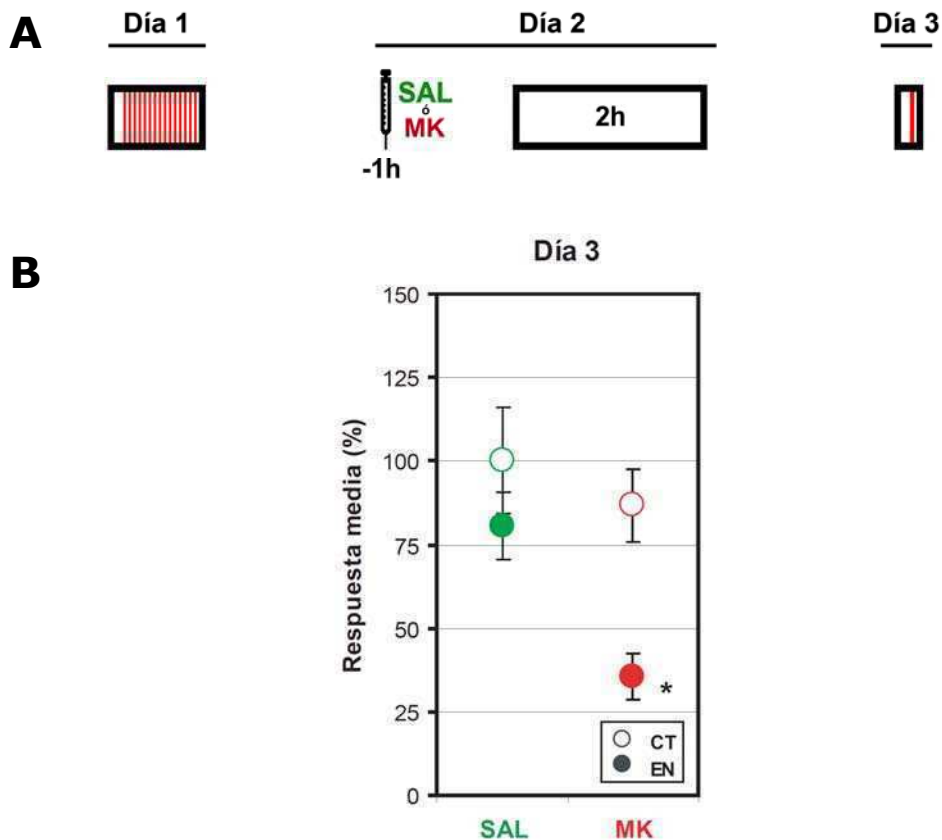 A
Día 1
Día 2
Día 3
SAL
ó
MK
-1h
2h
B
Día 3
Respuesta media (%)
150
125
100
75
50
25
0
*
CT
EN
SAL
MK